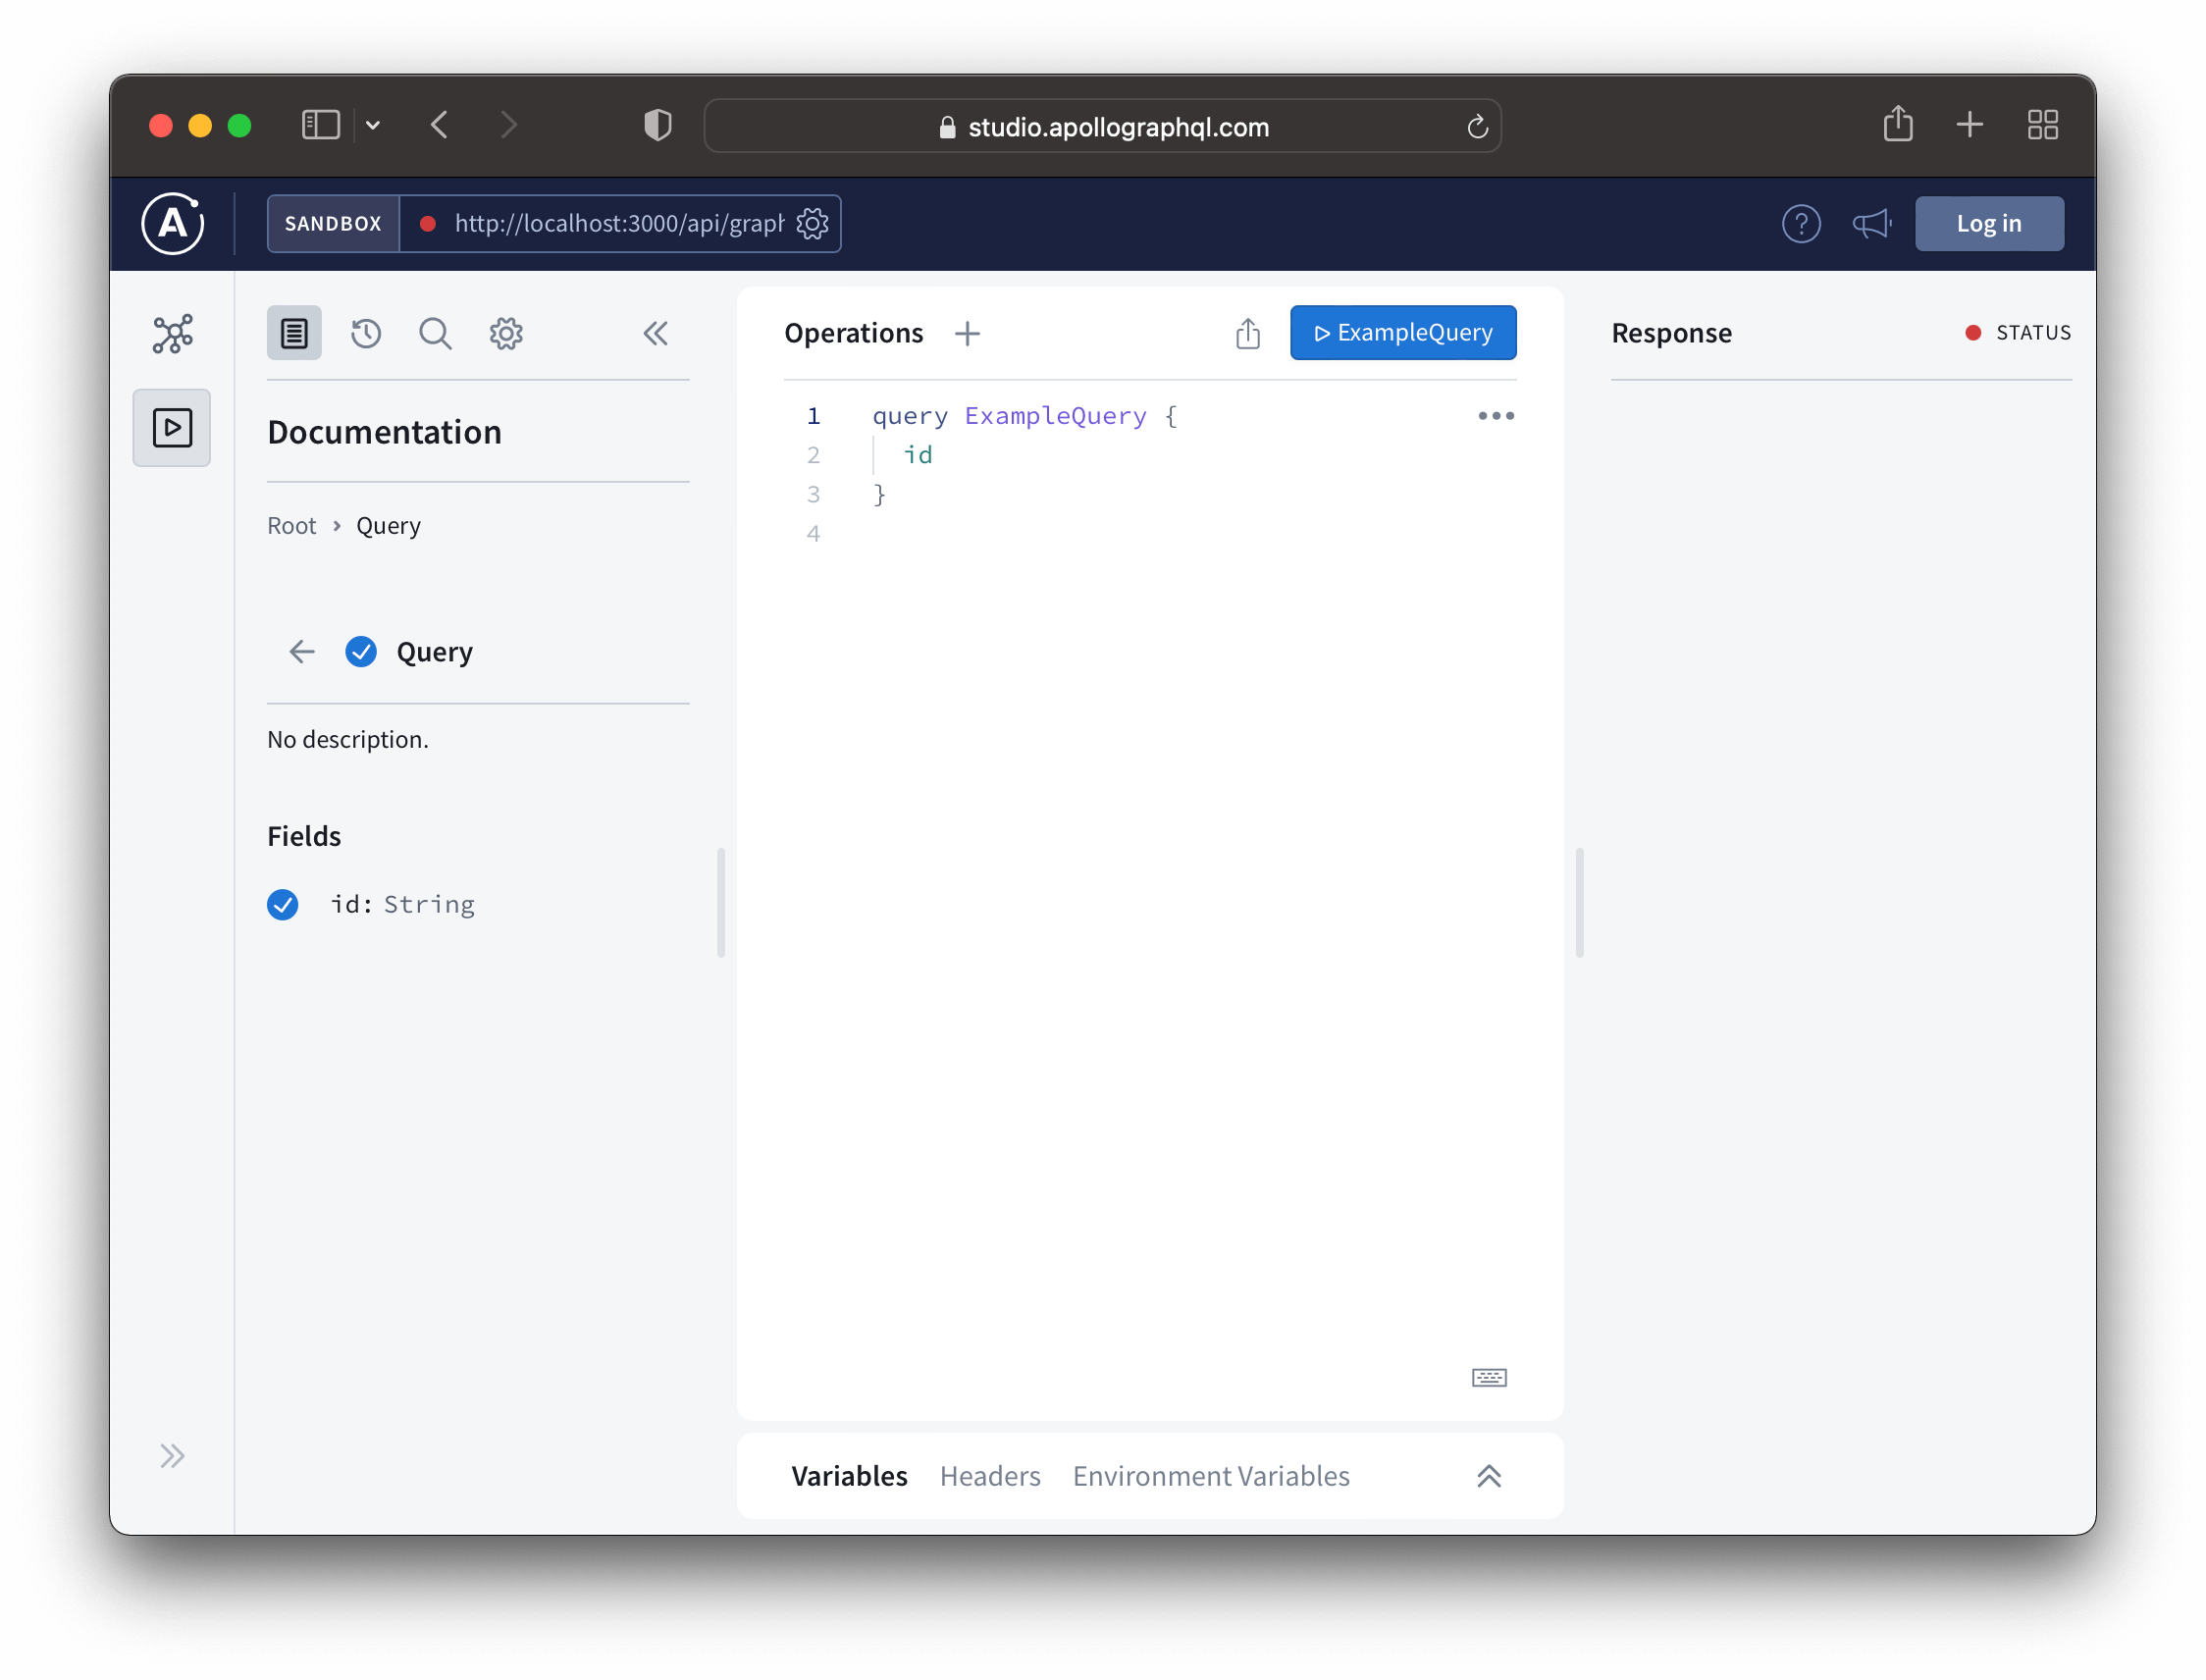 studio.apollographql.com
SANDBOX
http://localhost:3000/api/graph
Log in
Documentation
Root › Query
Query
No description.
Fields
id: String
Operations
ExampleQuery
1 query ExampleQuery {
2 id
3 }
4
Variables Headers Environment Variables
Response
STATUS